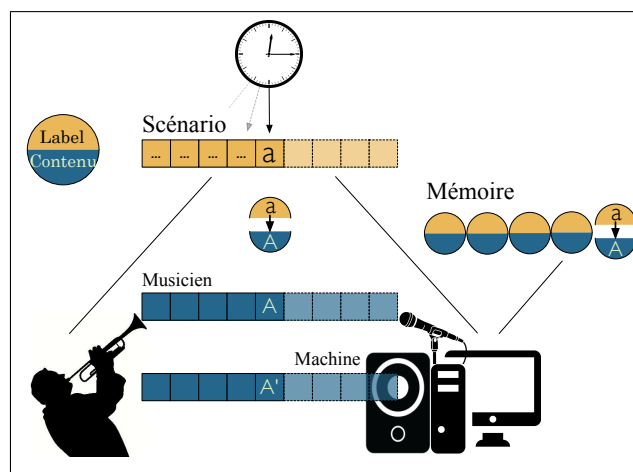 Scénario
Label
Contenu
... ... ... ... a
Mémoire
a
A
a
A
Musicien
A
Machine
A'